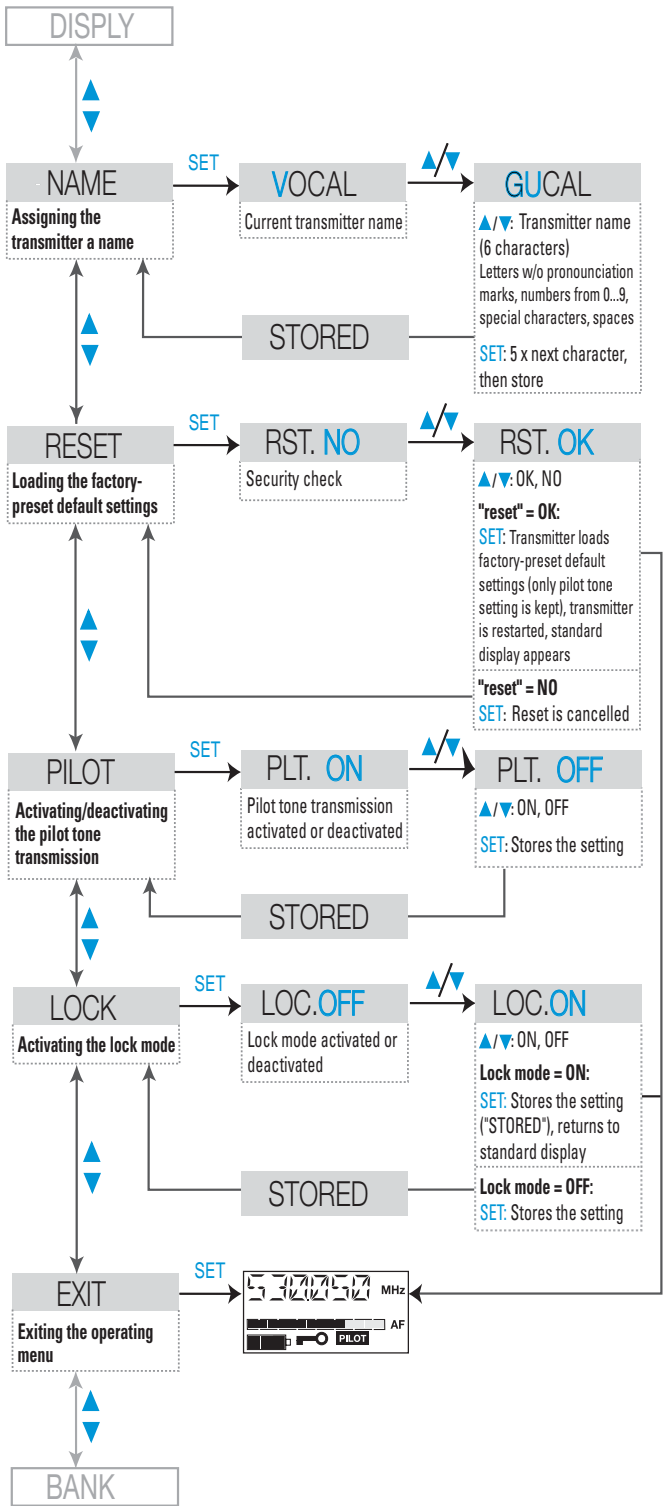 DISPLY
NAME
Assigning the
transmitter a name
SET
VOCAL
Current transmitter name
▲/▼
GUCAL
▲/▼: Transmitter name
(6 characters)
Letters w/o pronounciation
marks, numbers from 0...9,
special characters, spaces
SET: 5 x next character,
then store
STORED
RESET
Loading the factory-
preset default settings
SET
RST. NO
Security check
▲/▼
RST. OK
▲/▼: OK, NO
"reset" = OK:
SET: Transmitter loads
factory-preset default
settings (only pilot tone
setting is kept), transmitter
is restarted, standard
display appears
"reset" = NO
SET: Reset is cancelled
PILOT
Activating/deactivating
the pilot tone
transmission
SET
PLT. ON
Pilot tone transmission
activated or deactivated
▲/▼
PLT. OFF
▲/▼: ON, OFF
SET: Stores the setting
STORED
LOCK
Activating the lock mode
SET
LOC.OFF
Lock mode activated or
deactivated
▲/▼
LOC.ON
▲/▼: ON, OFF
Lock mode = ON:
SET: Stores the setting
("STORED"), returns to
standard display
Lock mode = OFF:
SET: Stores the setting
STORED
EXIT
Exiting the operating
menu
SET
530050 MHz
AF
PILOT
BANK